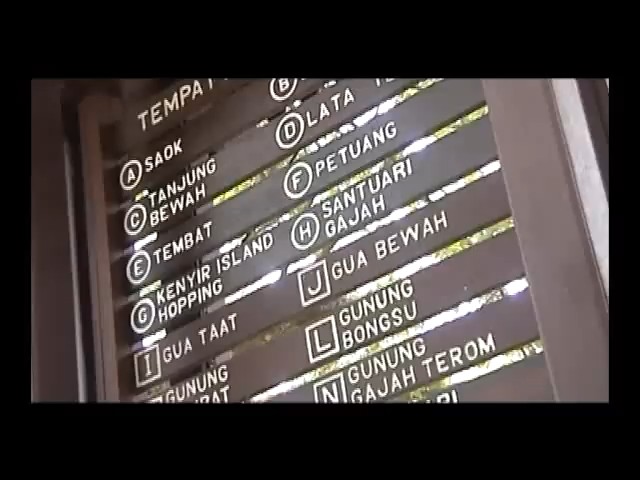 TEMPAT
B
A SAOK
D LATA
C TANJUNG
BEWAH
F PETUANG
E TEMBAT
H SANTUARI
GAJAH
G KENYIR ISLAND
HOPPING
J GUA BEWAH
I GUA TAAT
L GUNUNG
BONGSU
GUNUNG
N GUNUNG
GAJAH TEROM